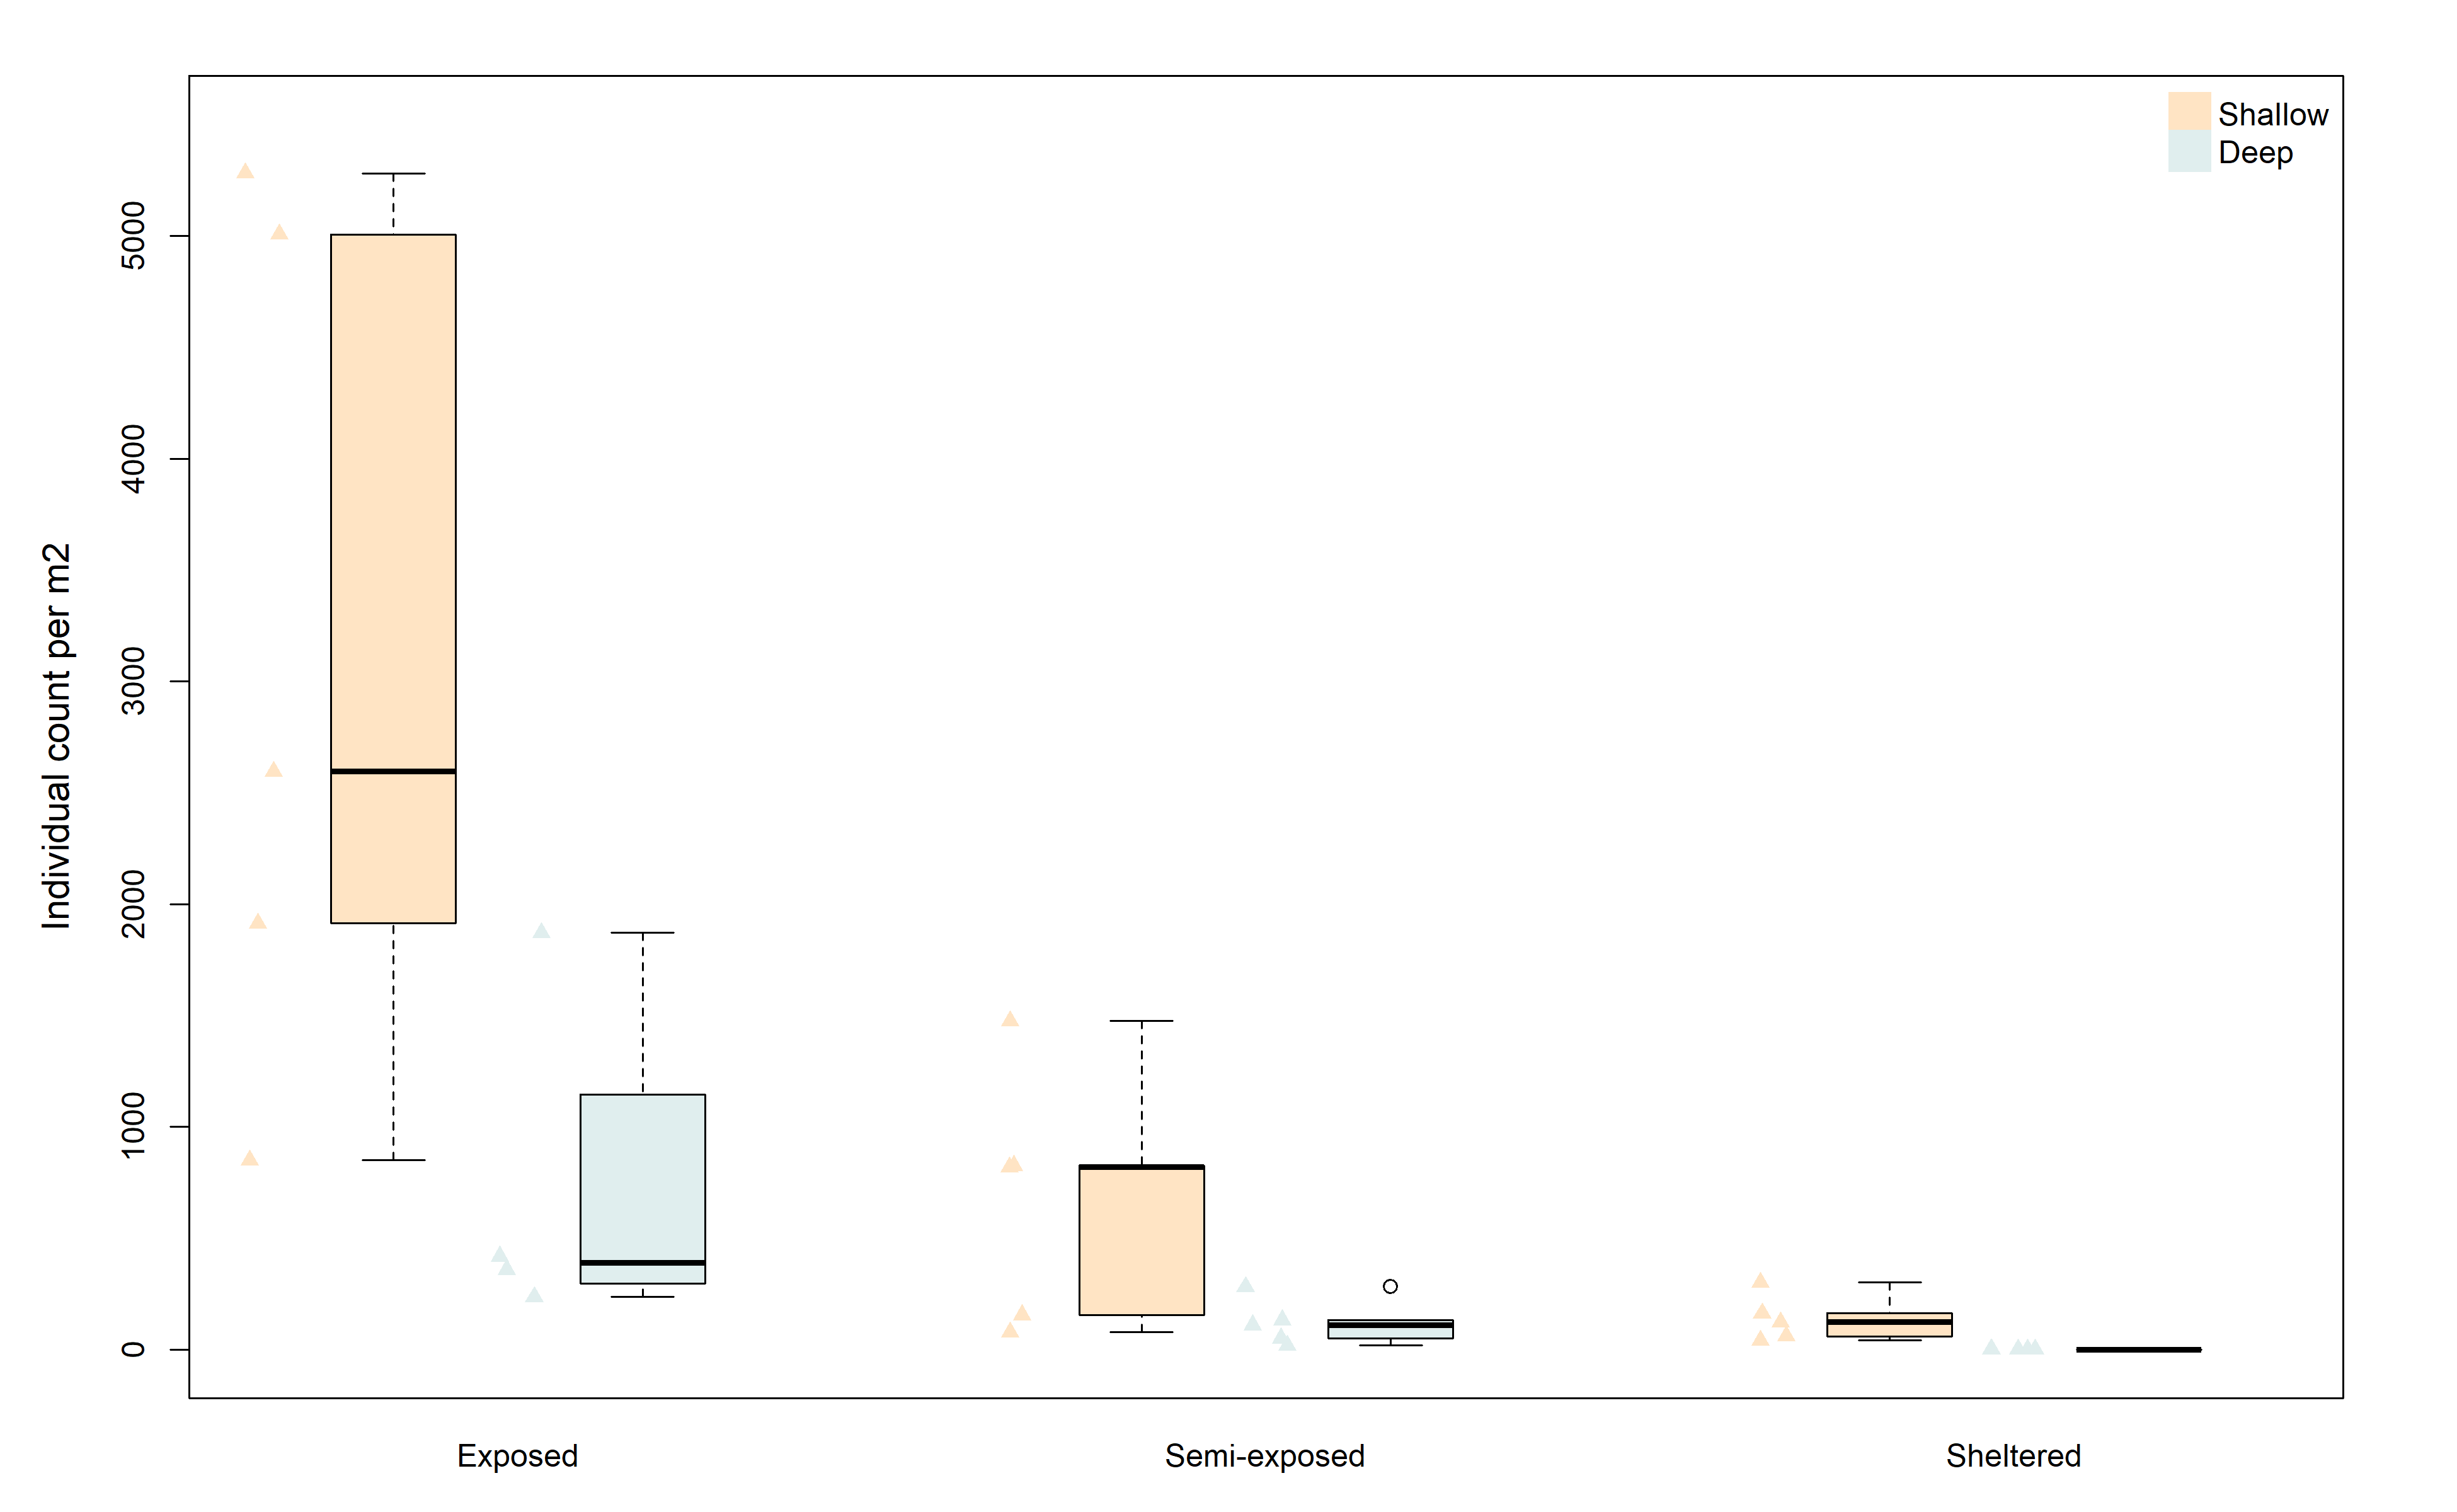 Shallow
Deep
5000
4000
3000
2000
1000
0
Individual count per m2
Exposed
Semi-exposed
Sheltered